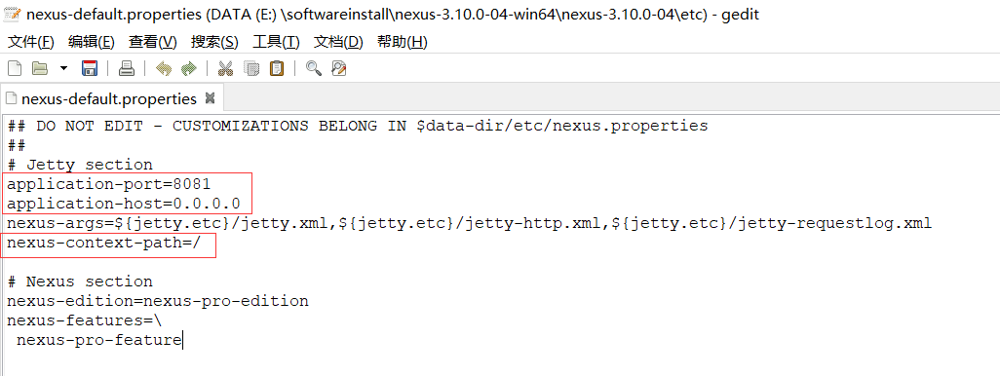 nexus-default.properties (DATA (E:) \softwareinstall\nexus-3.10.0-04-win64\nexus-3.10.0-04\etc) - gedit
文件(F) 编辑(E) 查看(V) 搜索(S) 工具(T) 文档(D) 帮助(H)
nexus-default.properties
## DO NOT EDIT - CUSTOMIZATIONS BELONG IN $data-dir/etc/nexus.properties
##
# Jetty section
application-port=8081
application-host=0.0.0.0
nexus-args=${jetty.etc}/jetty.xml,${jetty.etc}/jetty-http.xml,${jetty.etc}/jetty-requestlog.xml
nexus-context-path=/
# Nexus section
nexus-edition=nexus-pro-edition
nexus-features=\
 nexus-pro-feature